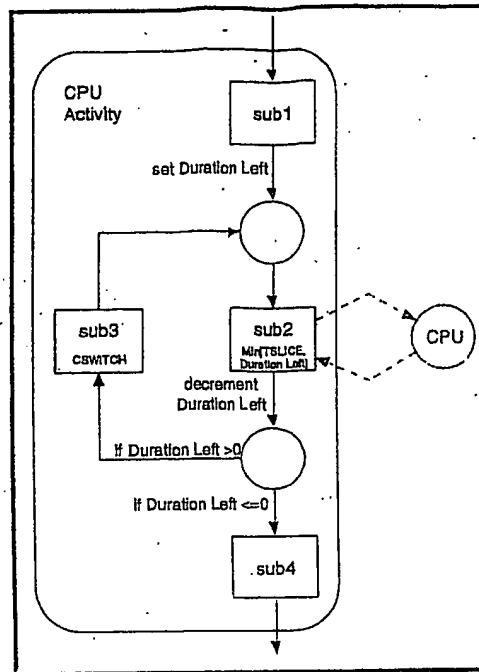 CPU
Activity
sub1
set Duration Left
sub3
CSWITCH
sub2
Min[TSLICE,
Duration Left]
CPU
decrement
Duration Left
If Duration Left >0
If Duration Left <=0
sub4